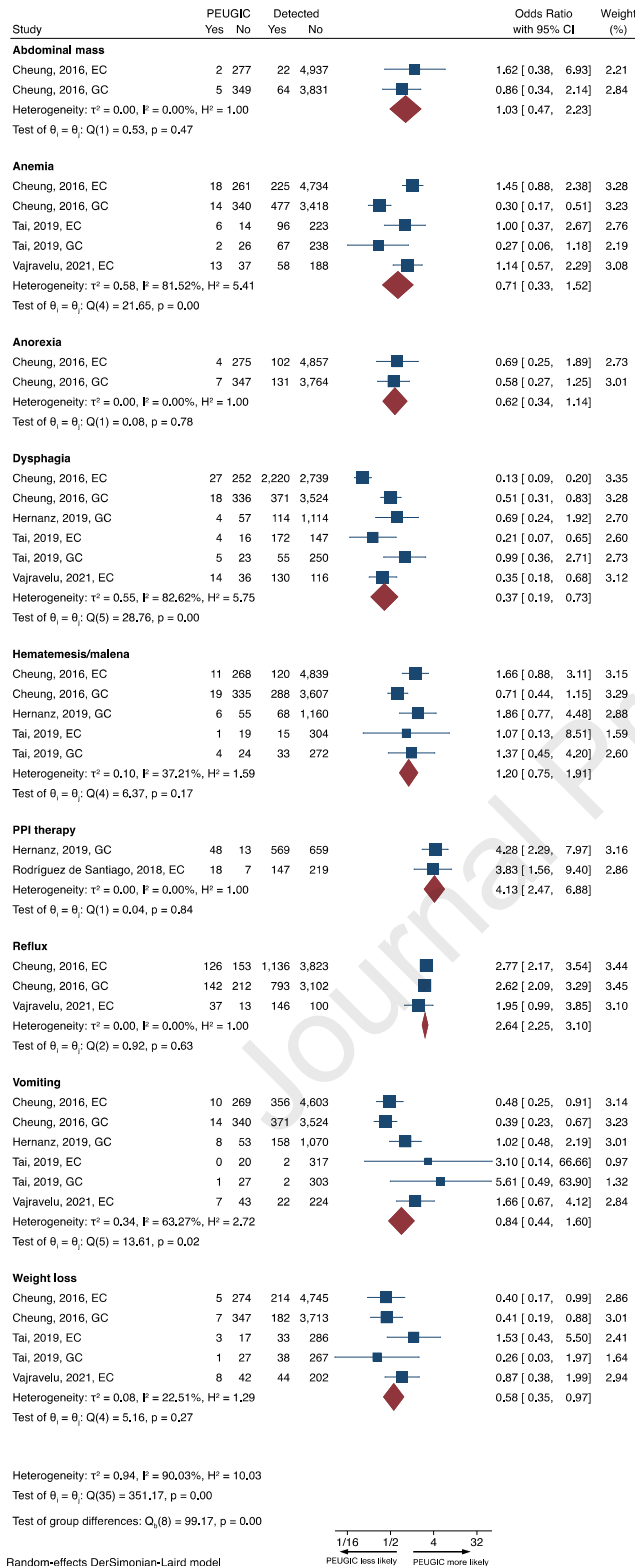 PEUGIC Detected Odds Ratio Weight
Study Yes No Yes No with 95% CI (%)
Abdominal mass
Cheung, 2016, EC 2 277 22 4,937 1.62 [ 0.38, 6.93] 2.21
Cheung, 2016, GC 5 349 64 3,831 0.86 [ 0.34, 2.14] 2.84
Heterogeneity: τ² = 0.00, I² = 0.00%, H² = 1.00 1.03 [ 0.47, 2.23]
Test of θᵢ = θⱼ: Q(1) = 0.53, p = 0.47
Anemia
Cheung, 2016, EC 18 261 225 4,734 1.45 [ 0.88, 2.38] 3.28
Cheung, 2016, GC 14 340 477 3,418 0.30 [ 0.17, 0.51] 3.23
Tai, 2019, EC 6 14 96 223 1.00 [ 0.37, 2.67] 2.76
Tai, 2019, GC 2 26 67 238 0.27 [ 0.06, 1.18] 2.19
Vajravelu, 2021, EC 13 37 58 188 1.14 [ 0.57, 2.29] 3.08
Heterogeneity: τ² = 0.58, I² = 81.52%, H² = 5.41 0.71 [ 0.33, 1.52]
Test of θᵢ = θⱼ: Q(4) = 21.65, p = 0.00
Anorexia
Cheung, 2016, EC 4 275 102 4,857 0.69 [ 0.25, 1.89] 2.73
Cheung, 2016, GC 7 347 131 3,764 0.58 [ 0.27, 1.25] 3.01
Heterogeneity: τ² = 0.00, I² = 0.00%, H² = 1.00 0.62 [ 0.34, 1.14]
Test of θᵢ = θⱼ: Q(1) = 0.08, p = 0.78
Dysphagia
Cheung, 2016, EC 27 252 2,220 2,739 0.13 [ 0.09, 0.20] 3.35
Cheung, 2016, GC 18 336 371 3,524 0.51 [ 0.31, 0.83] 3.28
Hernanz, 2019, GC 4 57 114 1,114 0.69 [ 0.24, 1.92] 2.70
Tai, 2019, EC 4 16 172 147 0.21 [ 0.07, 0.65] 2.60
Tai, 2019, GC 5 23 55 250 0.99 [ 0.36, 2.71] 2.73
Vajravelu, 2021, EC 14 36 130 116 0.35 [ 0.18, 0.68] 3.12
Heterogeneity: τ² = 0.55, I² = 82.62%, H² = 5.75 0.37 [ 0.19, 0.73]
Test of θᵢ = θⱼ: Q(5) = 28.76, p = 0.00
Hematemesis/malena
Cheung, 2016, EC 11 268 120 4,839 1.66 [ 0.88, 3.11] 3.15
Cheung, 2016, GC 19 335 288 3,607 0.71 [ 0.44, 1.15] 3.29
Hernanz, 2019, GC 6 55 68 1,160 1.86 [ 0.77, 4.48] 2.88
Tai, 2019, EC 1 19 15 304 1.07 [ 0.13, 8.51] 1.59
Tai, 2019, GC 4 24 33 272 1.37 [ 0.45, 4.20] 2.60
Heterogeneity: τ² = 0.10, I² = 37.21%, H² = 1.59 1.20 [ 0.75, 1.91]
Test of θᵢ = θⱼ: Q(4) = 6.37, p = 0.17
PPI therapy
Hernanz, 2019, GC 48 13 569 659 4.28 [ 2.29, 7.97] 3.16
Rodríguez de Santiago, 2018, EC 18 7 147 219 3.83 [ 1.56, 9.40] 2.86
Heterogeneity: τ² = 0.00, I² = 0.00%, H² = 1.00 4.13 [ 2.47, 6.88]
Test of θᵢ = θⱼ: Q(1) = 0.04, p = 0.84
Reflux
Cheung, 2016, EC 126 153 1,136 3,823 2.77 [ 2.17, 3.54] 3.44
Cheung, 2016, GC 142 212 793 3,102 2.62 [ 2.09, 3.29] 3.45
Vajravelu, 2021, EC 37 13 146 100 1.95 [ 0.99, 3.85] 3.10
Heterogeneity: τ² = 0.00, I² = 0.00%, H² = 1.00 2.64 [ 2.25, 3.10]
Test of θᵢ = θⱼ: Q(2) = 0.92, p = 0.63
Vomiting
Cheung, 2016, EC 10 269 356 4,603 0.48 [ 0.25, 0.91] 3.14
Cheung, 2016, GC 14 340 371 3,524 0.39 [ 0.23, 0.67] 3.23
Hernanz, 2019, GC 8 53 158 1,070 1.02 [ 0.48, 2.19] 3.01
Tai, 2019, EC 0 20 2 317 3.10 [ 0.14, 66.66] 0.97
Tai, 2019, GC 1 27 2 303 5.61 [ 0.49, 63.90] 1.32
Vajravelu, 2021, EC 7 43 22 224 1.66 [ 0.67, 4.12] 2.84
Heterogeneity: τ² = 0.34, I² = 63.27%, H² = 2.72 0.84 [ 0.44, 1.60]
Test of θᵢ = θⱼ: Q(5) = 13.61, p = 0.02
Weight loss
Cheung, 2016, EC 5 274 214 4,745 0.40 [ 0.17, 0.99] 2.86
Cheung, 2016, GC 7 347 182 3,713 0.41 [ 0.19, 0.88] 3.01
Tai, 2019, EC 3 17 33 286 1.53 [ 0.43, 5.50] 2.41
Tai, 2019, GC 1 27 38 267 0.26 [ 0.03, 1.97] 1.64
Vajravelu, 2021, EC 8 42 44 202 0.87 [ 0.38, 1.99] 2.94
Heterogeneity: τ² = 0.08, I² = 22.51%, H² = 1.29 0.58 [ 0.35, 0.97]
Test of θᵢ = θⱼ: Q(4) = 5.16, p = 0.27
Heterogeneity: τ² = 0.94, I² = 90.03%, H² = 10.03
Test of θᵢ = θⱼ: Q(35) = 351.17, p = 0.00
Test of group differences: Q_b(8) = 99.17, p = 0.00
1/16 1/2 4 32
PEUGIC less likely PEUGIC more likely
Random-effects DerSimonian-Laird model
Journal Pr